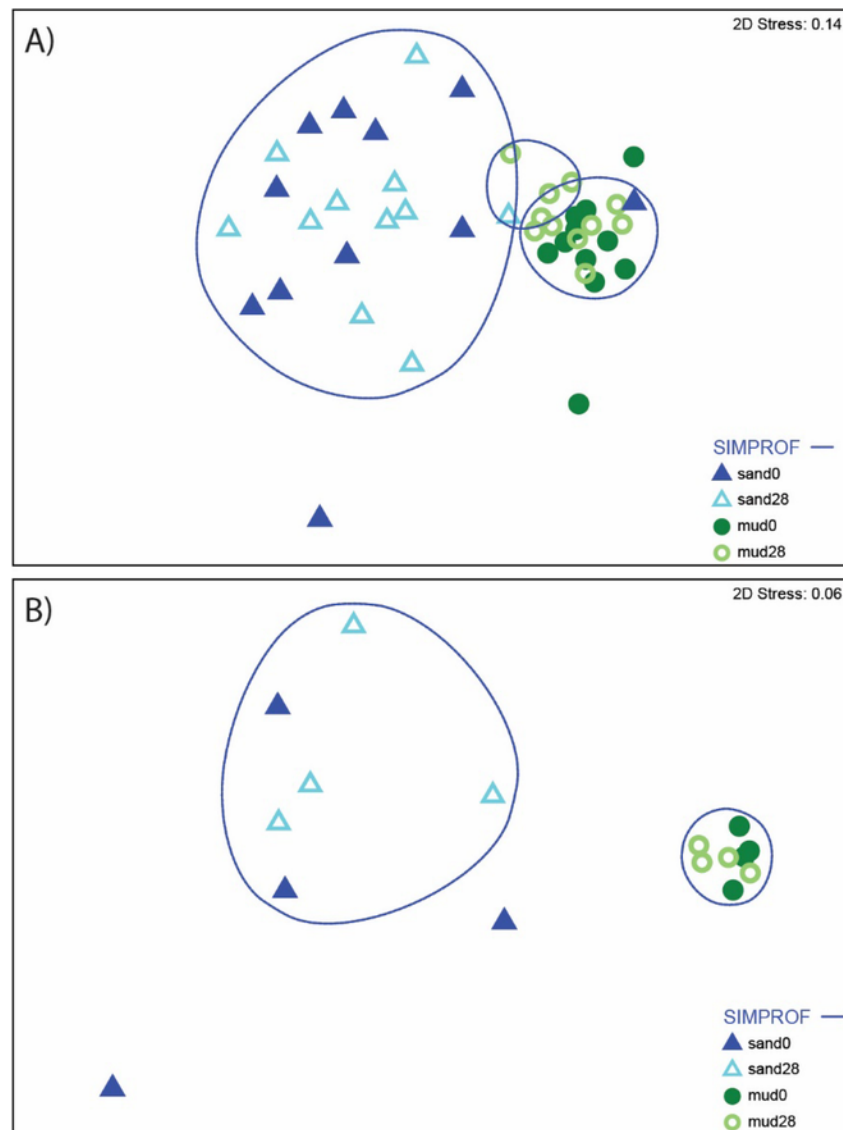 A)
2D Stress: 0.14
SIMPROF
sand0
sand28
mud0
mud28
B)
2D Stress: 0.06
SIMPROF
sand0
sand28
mud0
mud28